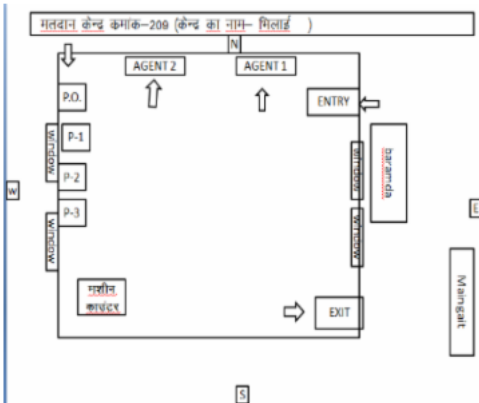 मतदान केन्द्र कमांक-209 (केन्द्र का नाम- भिलाई )
N
AGENT 2
AGENT 1
P.O.
ENTRY
P-1
window
baramda
P-2
window
W
P-3
E
window
window
Maingait
मशीन
काउंटर
EXIT
S